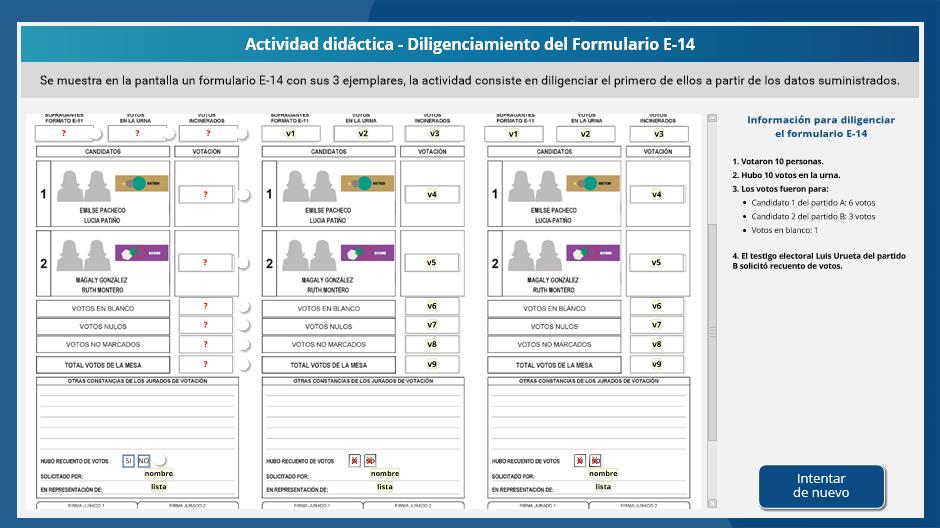 Actividad didáctica - Diligenciamiento del Formulario E-14
Se muestra en la pantalla un formulario E-14 con sus 3 ejemplares, la actividad consiste en diligenciar el primero de ellos a partir de los datos suministrados.
SUFRAGANTES FORMATO E-11 VOTOS EN LA URNA VOTOS INCINERADOS
? ? ?
CANDIDATOS VOTACIÓN
1 ?
EMILSE PACHECO
LUCIA PATIÑO
2 ?
MAGALY GONZÁLEZ
RUTH MONTERO
VOTOS EN BLANCO ?
VOTOS NULOS ?
VOTOS NO MARCADOS ?
TOTAL VOTOS DE LA MESA ?
OTRAS CONSTANCIAS DE LOS JURADOS DE VOTACIÓN
HUBO RECUENTO DE VOTOS SI NO
SOLICITADO POR: nombre
EN REPRESENTACIÓN DE: lista
FIRMA JURADO 1 FIRMA JURADO 2
SUFRAGANTES FORMATO E-11 VOTOS EN LA URNA VOTOS INCINERADOS
v1 v2 v3
CANDIDATOS VOTACIÓN
1 v4
EMILSE PACHECO
LUCIA PATIÑO
2 v5
MAGALY GONZÁLEZ
RUTH MONTERO
VOTOS EN BLANCO v6
VOTOS NULOS v7
VOTOS NO MARCADOS v8
TOTAL VOTOS DE LA MESA v9
OTRAS CONSTANCIAS DE LOS JURADOS DE VOTACIÓN
HUBO RECUENTO DE VOTOS
SOLICITADO POR: nombre
EN REPRESENTACIÓN DE: lista
FIRMA JURADO 1 FIRMA JURADO 2
SUFRAGANTES FORMATO E-11 VOTOS EN LA URNA VOTOS INCINERADOS
v1 v2 v3
CANDIDATOS VOTACIÓN
1 v4
EMILSE PACHECO
LUCIA PATIÑO
2 v5
MAGALY GONZÁLEZ
RUTH MONTERO
VOTOS EN BLANCO v6
VOTOS NULOS v7
VOTOS NO MARCADOS v8
TOTAL VOTOS DE LA MESA v9
OTRAS CONSTANCIAS DE LOS JURADOS DE VOTACIÓN
HUBO RECUENTO DE VOTOS
SOLICITADO POR: nombre
EN REPRESENTACIÓN DE: lista
FIRMA JURADO 1 FIRMA JURADO 2
Información para diligenciar
el formulario E-14
1. Votaron 10 personas.
2. Hubo 10 votos en la urna.
3. Los votos fueron para:
• Candidato 1 del partido A: 6 votos
• Candidato 2 del partido B: 3 votos
• Votos en blanco: 1
4. El testigo electoral Luis Urueta del partido
B solicitó recuento de votos.
Intentar
de nuevo